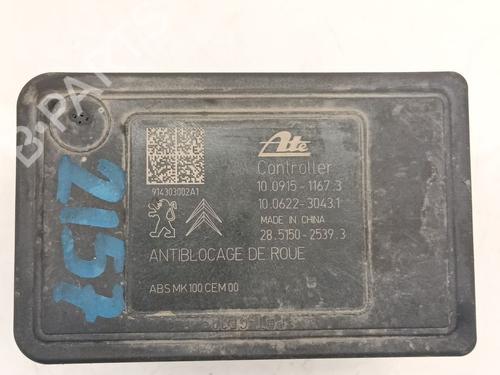 Ate
Controller
10.0915-1167.3
914303002A1
10.0622-3043.1
MADE IN CHINA
28.5150-2539.3
ANTIBLOCAGE DE ROUE
ABS MK100 CEM 00
2157
B-PARTS